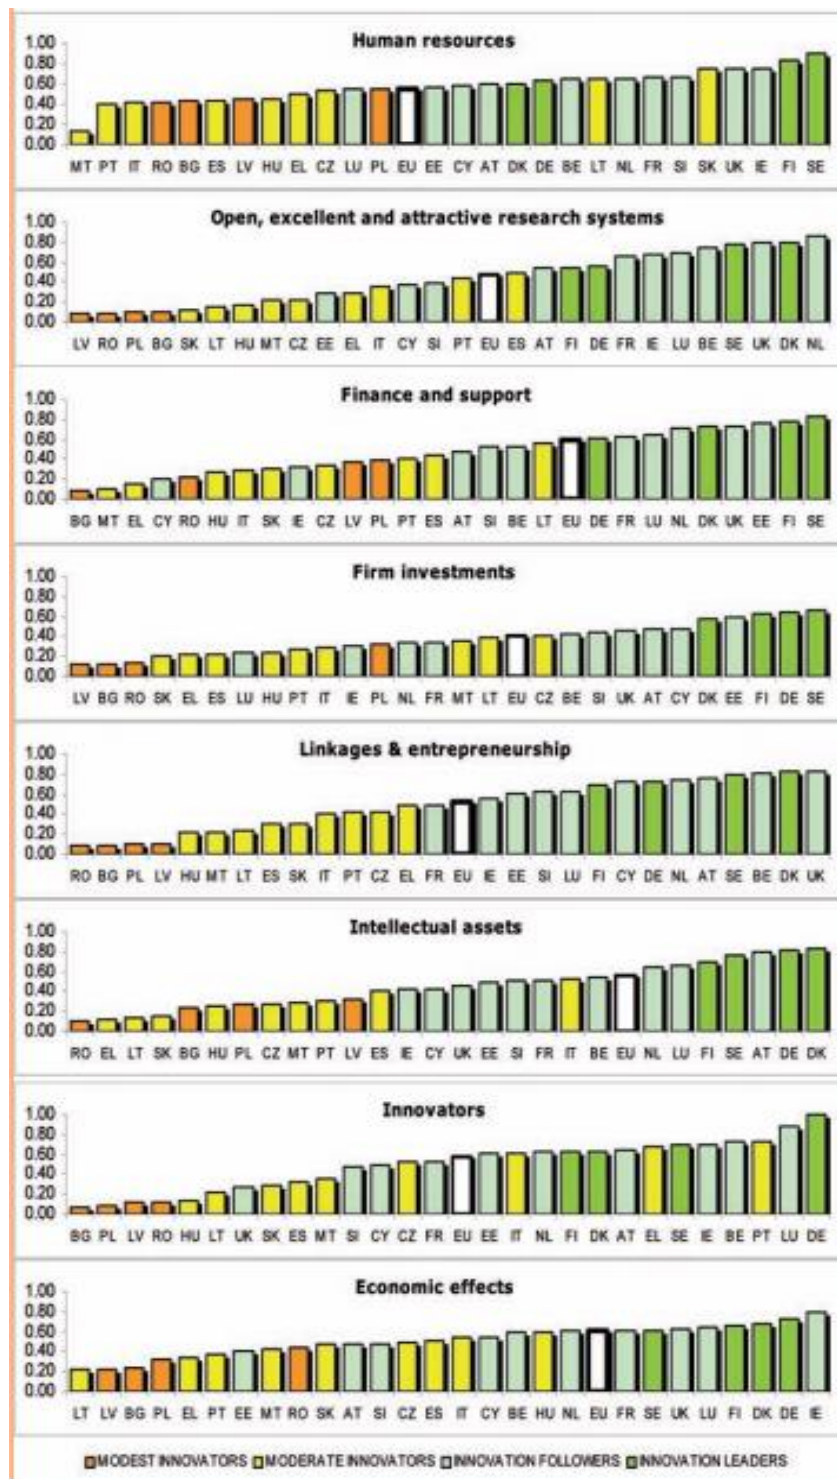 Human resources
1.00
0.80
0.60
0.40
0.20
0.00
MT PT IT RO BG ES LV HU EL CZ LU PL EU EE CY AT DK DE BE LT NL FR SI SK UK IE FI SE
Open, excellent and attractive research systems
1.00
0.80
0.60
0.40
0.20
0.00
LV RO PL BG SK LT HU MT CZ EE EL IT CY SI PT EU ES AT FI DE FR IE LU BE SE UK DK NL
Finance and support
1.00
0.80
0.60
0.40
0.20
0.00
BG MT EL CY RO HU IT SK IE CZ LV PL PT ES AT SI BE LT EU DE FR LU NL DK UK EE FI SE
Firm investments
1.00
0.80
0.60
0.40
0.20
0.00
LV BG RO SK EL ES LU HU PT IT IE PL NL FR MT LT EU CZ BE SI UK AT CY DK EE FI DE SE
Linkages & entrepreneurship
1.00
0.80
0.60
0.40
0.20
0.00
RO BG PL LV HU MT LT ES SK IT PT CZ EL FR EU IE EE SI LU FI CY DE NL AT SE BE DK UK
Intellectual assets
1.00
0.80
0.60
0.40
0.20
0.00
RO EL LT SK BG HU PL CZ MT PT LV ES IE CY UK EE SI FR IT BE EU NL LU FI SE AT DE DK
Innovators
1.00
0.80
0.60
0.40
0.20
0.00
BG PL LV RO HU LT UK SK ES MT SI CY CZ FR EU EE IT NL FI DK AT EL SE IE BE PT LU DE
Economic effects
1.00
0.80
0.60
0.40
0.20
0.00
LT LV BG PL EL PT EE MT RO SK AT SI CZ ES IT CY BE HU NL EU FR SE UK LU FI DK DE IE
MODEST INNOVATORS MODERATE INNOVATORS INNOVATION FOLLOWERS INNOVATION LEADERS